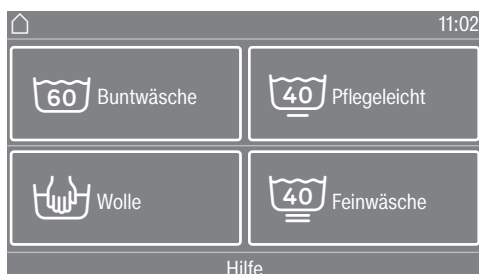 11:02
60 Buntwäsche
40 Pflegeleicht
Wolle
40 Feinwäsche
Hilfe